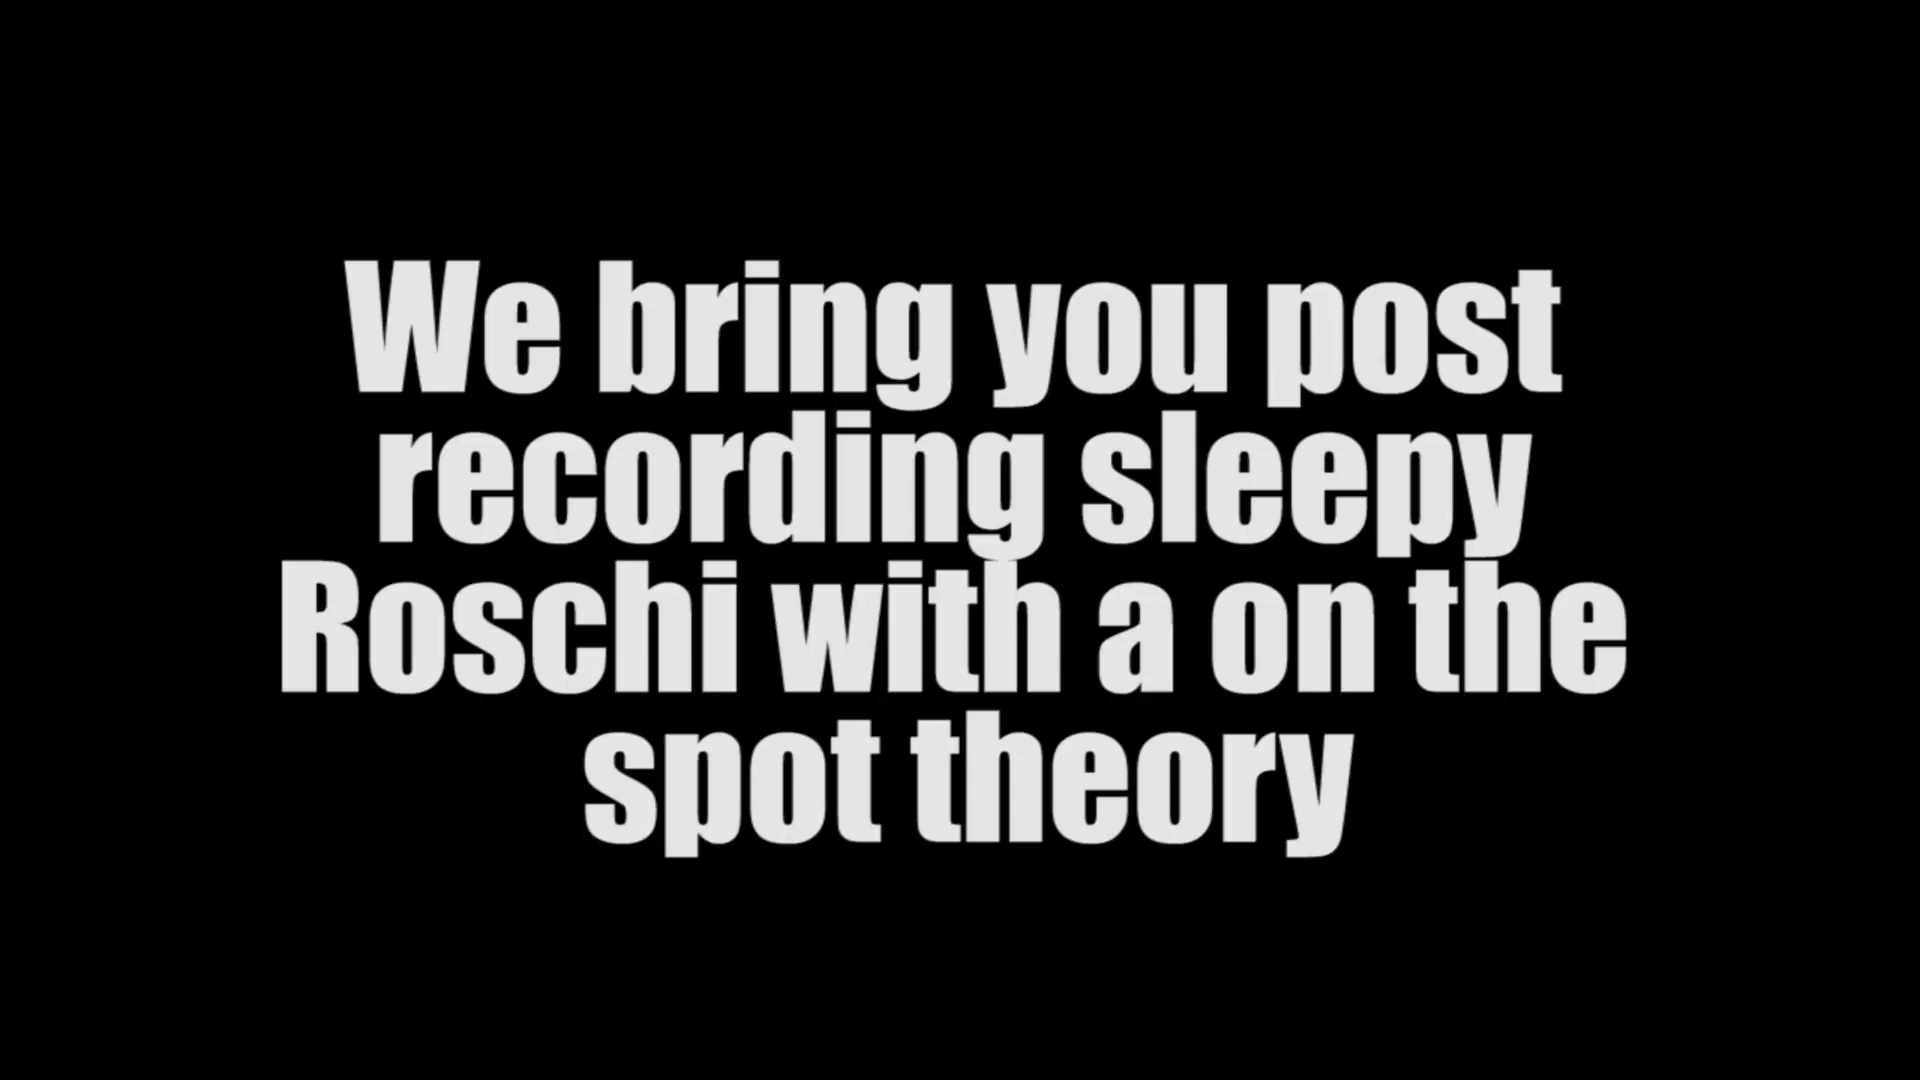 We bring you post
recording sleepy
Roschi with a on the
spot theory